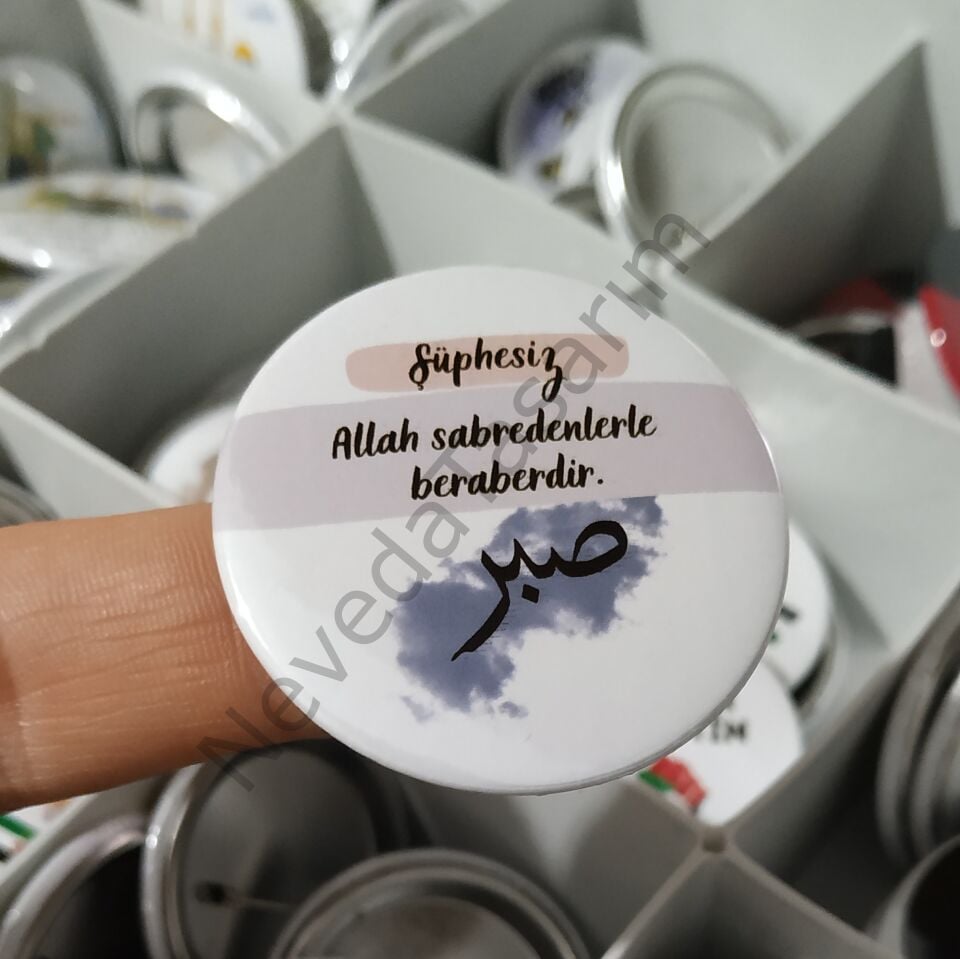 Şüphesiz
Allah sabredenlerle
beraberdir.
صبر
NevedaTasarım